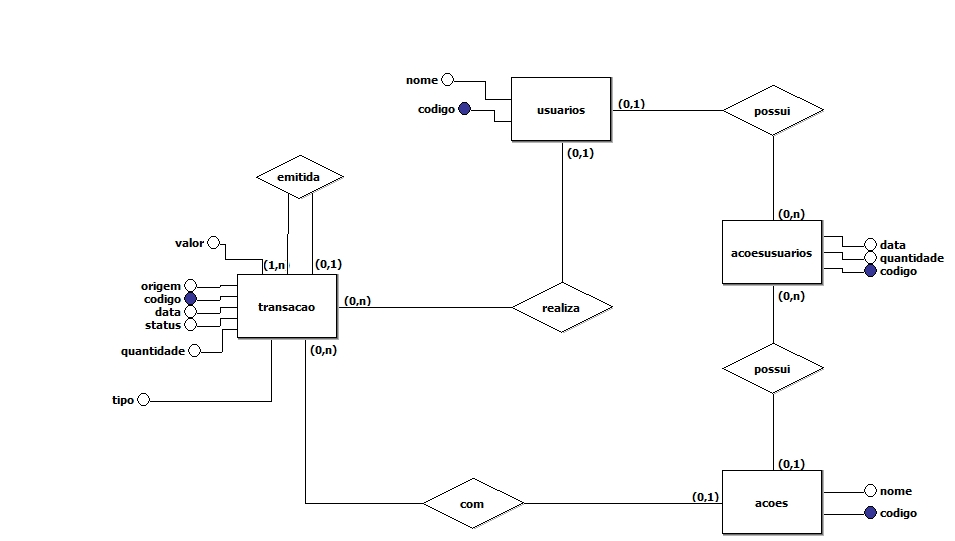 nome
codigo
usuarios
(0,1)
possui
(0,1)
emitida
valor
(1,n
(0,1)
(0,n)
acoesusuarios
data
quantidade
codigo
origem
codigo
data
status
quantidade
transacao
(0,n)
realiza
(0,n)
(0,n)
possui
tipo
(0,1)
com
(0,1)
acoes
nome
codigo